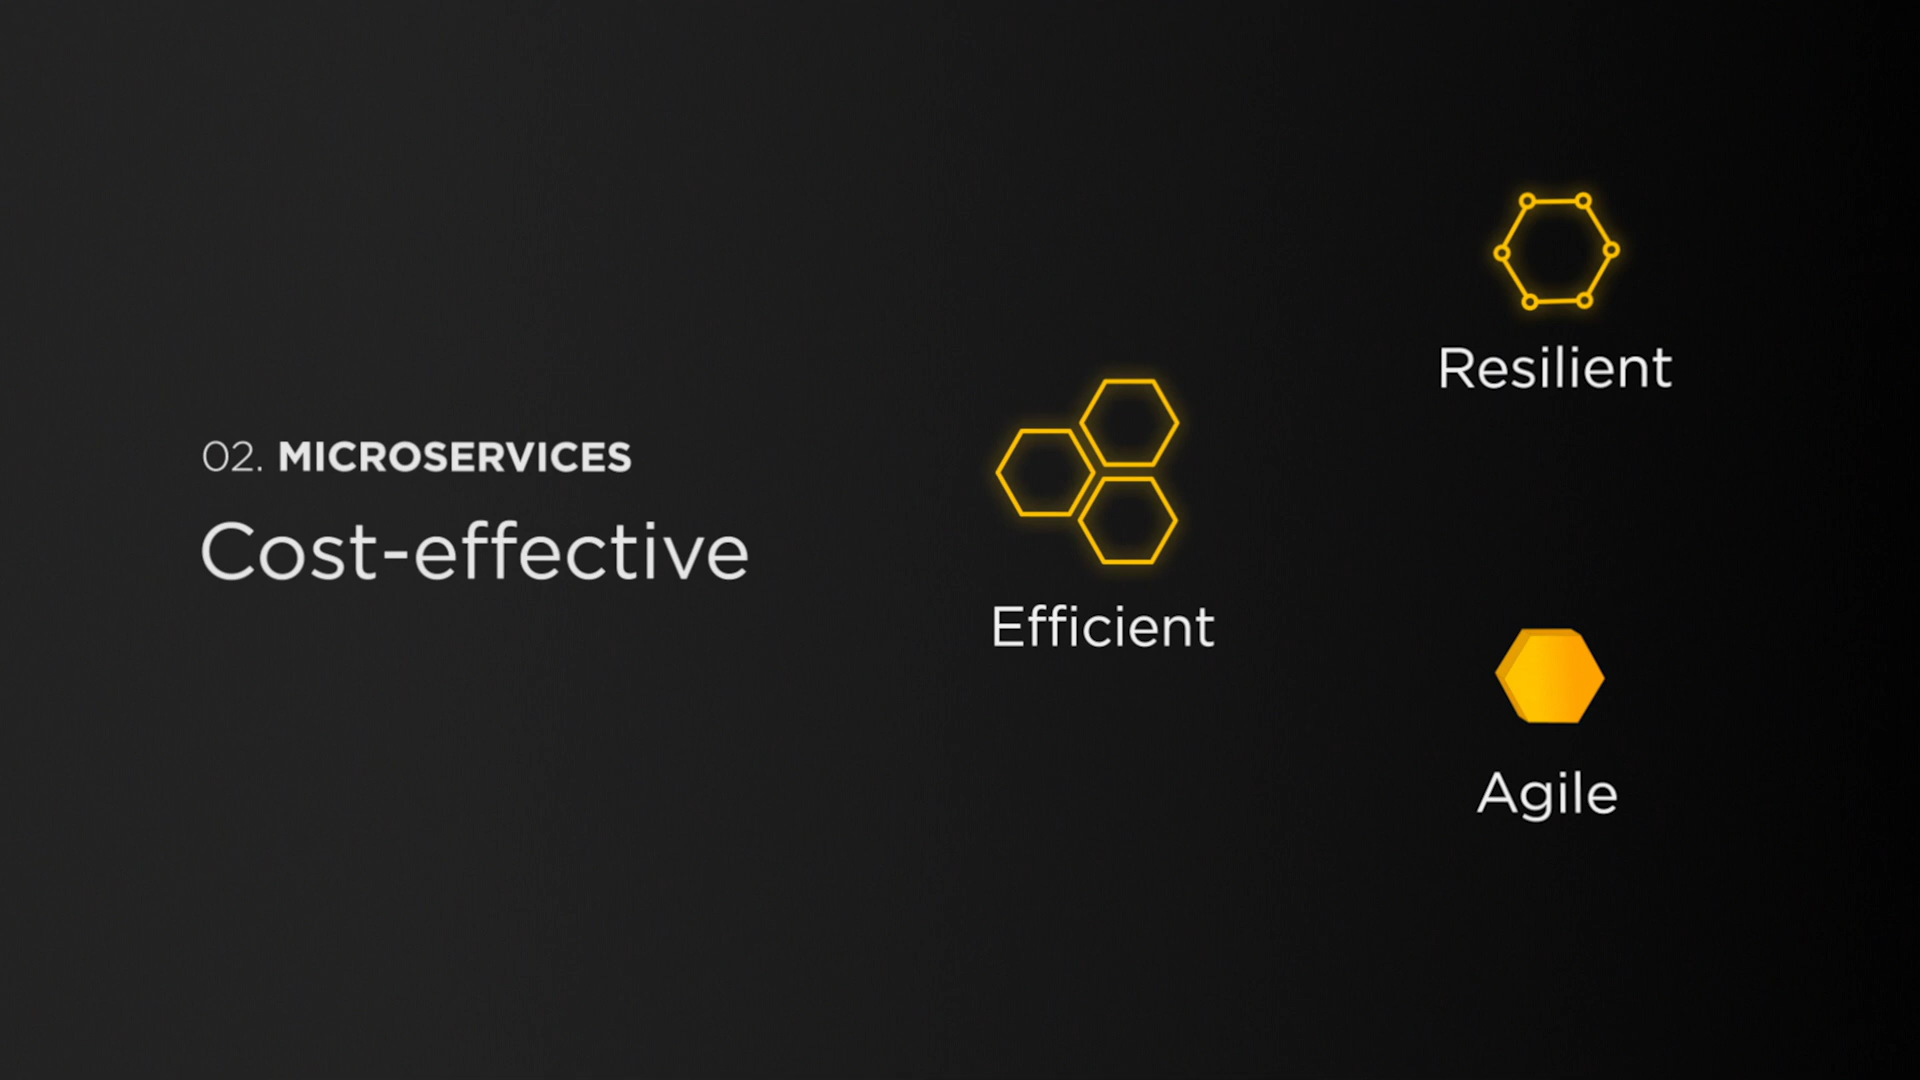 02. MICROSERVICES
Cost-effective
Efficient
Resilient
Agile